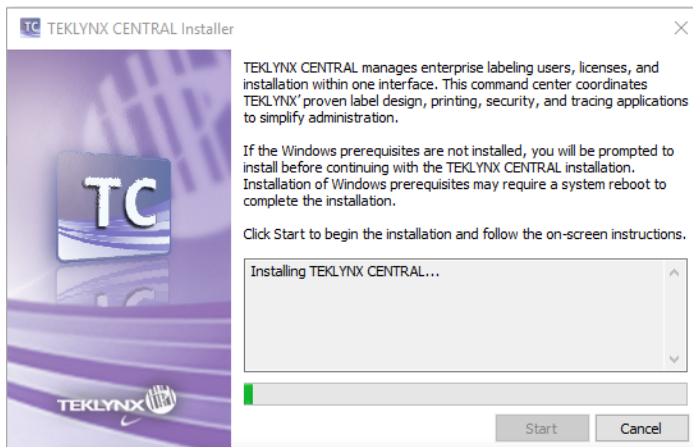 TC TEKLYNX CENTRAL Installer
TEKLYNX CENTRAL manages enterprise labeling users, licenses, and
installation within one interface. This command center coordinates
TEKLYNX' proven label design, printing, security, and tracing applications
to simplify administration.
If the Windows prerequisites are not installed, you will be prompted to
install before continuing with the TEKLYNX CENTRAL installation.
Installation of Windows prerequisites may require a system reboot to
complete the installation.
Click Start to begin the installation and follow the on-screen instructions.
TC
Installing TEKLYNX CENTRAL...
TEKLYNX
Start Cancel